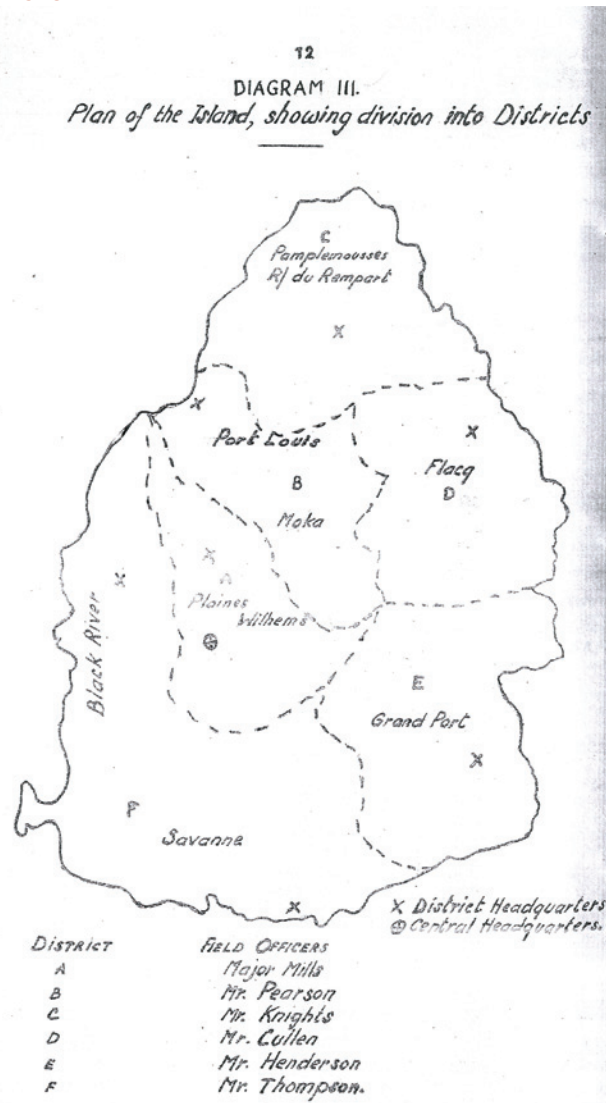 12
DIAGRAM III.
Plan of the Island, showing division into Districts
C
Pamplemousses
R/ du Rempart
X
X
Port Louis
X
Flacq
B
D
Moka
X
X
A
Plaines
Wilhems
Black River
E
Grand Port
X
F
Savanne
X
X District Headquarters
⊕ Central Headquarters.
DISTRICT FIELD OFFICERS
A Major Mills
B Mr. Pearson
C Mr. Knights
D Mr. Cullen
E Mr. Henderson
F Mr. Thompson.